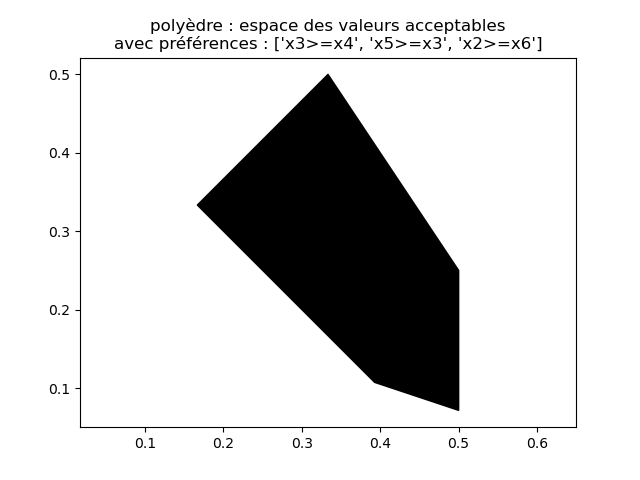 polyèdre : espace des valeurs acceptables
avec préférences : ['x3>=x4', 'x5>=x3', 'x2>=x6']
0.5
0.4
0.3
0.2
0.1
0.1 0.2 0.3 0.4 0.5 0.6